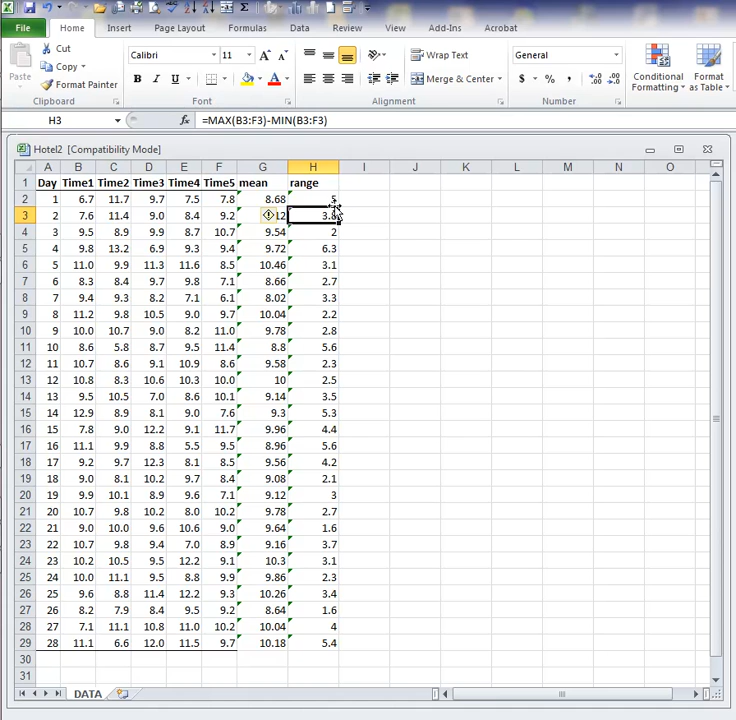 File Home Insert Page Layout Formulas Data Review View Add-Ins Acrobat
Paste Cut Copy Format Painter Clipboard
Calibri 11 A A B I U A Font
Wrap Text Merge & Center Alignment
General $ % , .0 .00 .00 .0 Number
Conditional Formatting Format as Table
H3 fx =MAX(B3:F3)-MIN(B3:F3)
Hotel2 [Compatibility Mode]
A B C D E F G H I J K L M N O
1 Day Time1 Time2 Time3 Time4 Time5 mean range
2 1 6.7 11.7 9.7 7.5 7.8 8.68 5
3 2 7.6 11.4 9.0 8.4 9.2 12 3.8
4 3 9.5 8.9 9.9 8.7 10.7 9.54 2
5 4 9.8 13.2 6.9 9.3 9.4 9.72 6.3
6 5 11.0 9.9 11.3 11.6 8.5 10.46 3.1
7 6 8.3 8.4 9.7 9.8 7.1 8.66 2.7
8 7 9.4 9.3 8.2 7.1 6.1 8.02 3.3
9 8 11.2 9.8 10.5 9.0 9.7 10.04 2.2
10 9 10.0 10.7 9.0 8.2 11.0 9.78 2.8
11 10 8.6 5.8 8.7 9.5 11.4 8.8 5.6
12 11 10.7 8.6 9.1 10.9 8.6 9.58 2.3
13 12 10.8 8.3 10.6 10.3 10.0 10 2.5
14 13 9.5 10.5 7.0 8.6 10.1 9.14 3.5
15 14 12.9 8.9 8.1 9.0 7.6 9.3 5.3
16 15 7.8 9.0 12.2 9.1 11.7 9.96 4.4
17 16 11.1 9.9 8.8 5.5 9.5 8.96 5.6
18 17 9.2 9.7 12.3 8.1 8.5 9.56 4.2
19 18 9.0 8.1 10.2 9.7 8.4 9.08 2.1
20 19 9.9 10.1 8.9 9.6 7.1 9.12 3
21 20 10.7 9.8 10.2 8.0 10.2 9.78 2.7
22 21 9.0 10.0 9.6 10.6 9.0 9.64 1.6
23 22 10.7 9.8 9.4 7.0 8.9 9.16 3.7
24 23 10.2 10.5 9.5 12.2 9.1 10.3 3.1
25 24 10.0 11.1 9.5 8.8 9.9 9.86 2.3
26 25 9.6 8.8 11.4 12.2 9.3 10.26 3.4
27 26 8.2 7.9 8.4 9.5 9.2 8.64 1.6
28 27 7.1 11.1 10.8 11.0 10.2 10.04 4
29 28 11.1 6.6 12.0 11.5 9.7 10.18 5.4
30
31
DATA